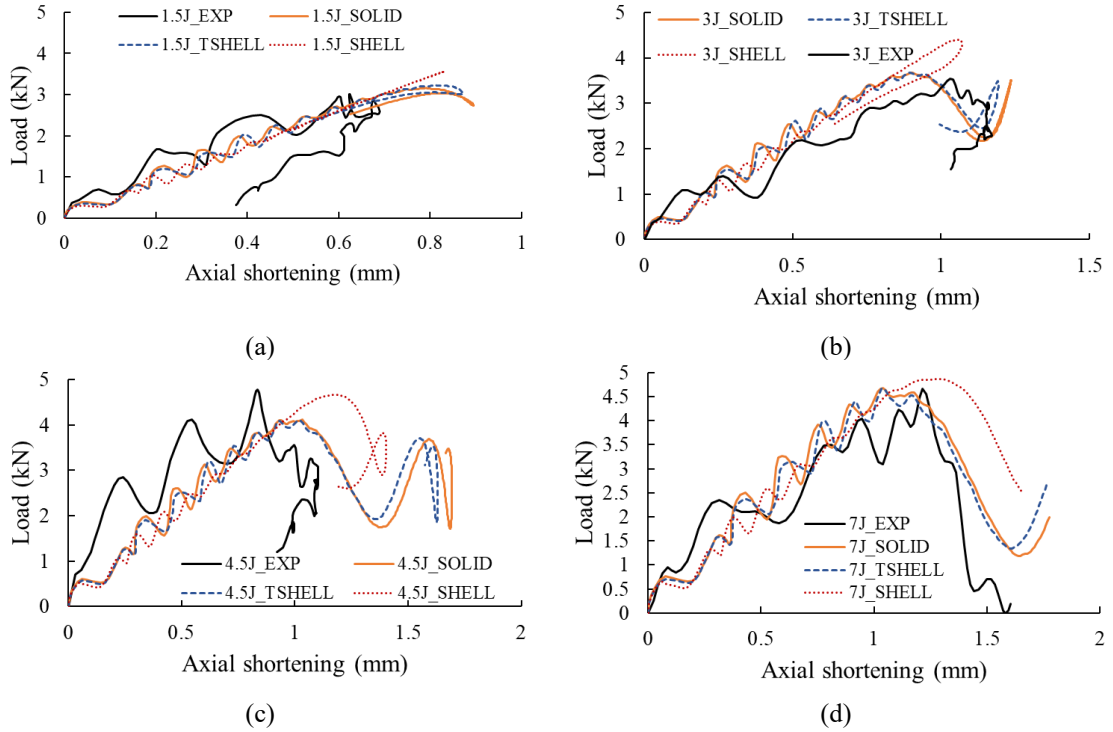 1.5J_EXP 1.5J_SOLID
1.5J_TSHELL 1.5J_SHELL
5
4
3
2
1
0
Load (kN)
0 0.2 0.4 0.6 0.8 1
Axial shortening (mm)
(a)
3J_SOLID 3J_TSHELL
3J_SHELL 3J_EXP
5
4
3
2
1
0
Load (kN)
0 0.5 1 1.5
Axial shortening (mm)
(b)
5
4
3
2
1
0
Load (kN)
4.5J_EXP 4.5J_SOLID
4.5J_TSHELL 4.5J_SHELL
0 0.5 1 1.5 2
Axial shortening (mm)
(c)
5
4.5
4
3.5
3
2.5
2
1.5
1
0.5
0
Load (kN)
7J_EXP
7J_SOLID
7J_TSHELL
7J_SHELL
0 0.5 1 1.5 2
Axial shortening (mm)
(d)